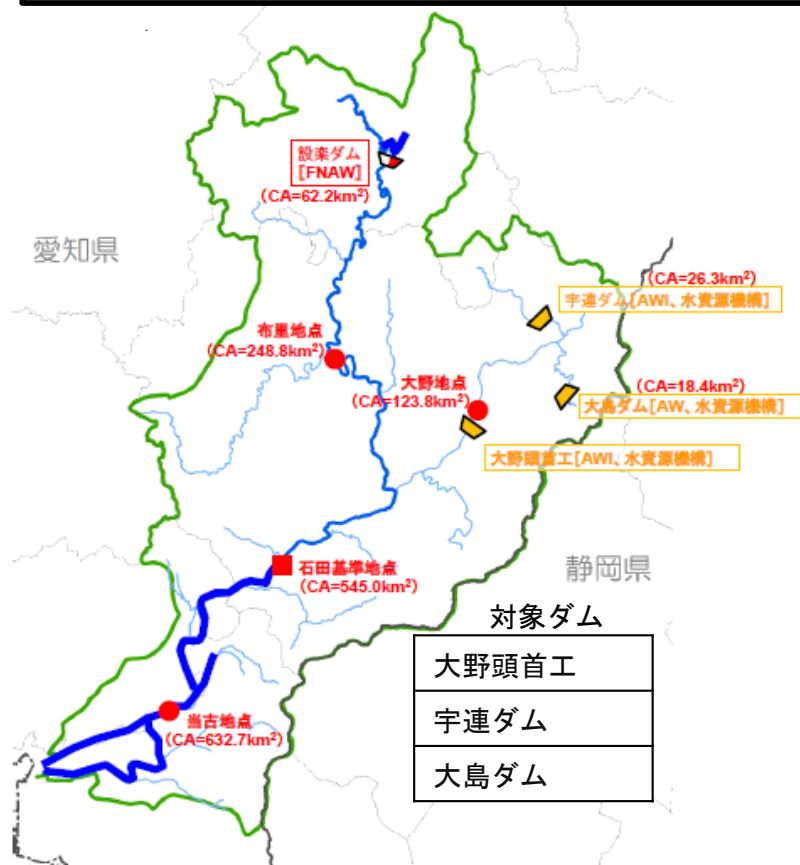 設楽ダム
[FNAW]
(CA=62.2km²)
愛知県
(CA=26.3km²)
宇連ダム[AWI、水資源機構]
布里地点
(CA=248.8km²)
大野地点
(CA=123.8km²)
(CA=18.4km²)
大島ダム[AW、水資源機構]
大野頭首工[AWI、水資源機構]
石田基準地点
(CA=545.0km²)
静岡県
対象ダム
大野頭首工
宇連ダム
大島ダム
当古地点
(CA=632.7km²)